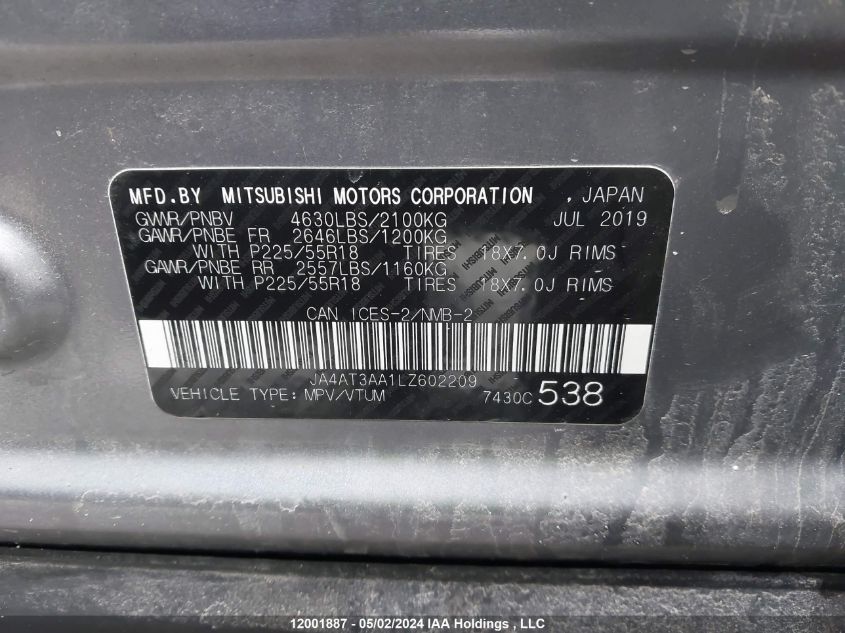 MFD.BY MITSUBISHI MOTORS CORPORATION , JAPAN
GVWR/PNBV 4630LBS/2100KG JUL 2019
GAWR/PNBE FR 2646LBS/1200KG
WITH P225/55R18 TIRES 18X7.0J RIMS
GAWR/PNBE RR 2557LBS/1160KG
WITH P225/55R18 TIRES 18X7.0J RIMS
CAN ICES-2/NMB-2
JA4AT3AA1LZ602209
VEHICLE TYPE: MPV/VTUM 7430C 538
12001887 - 05/02/2024 IAA Holdings , LLC